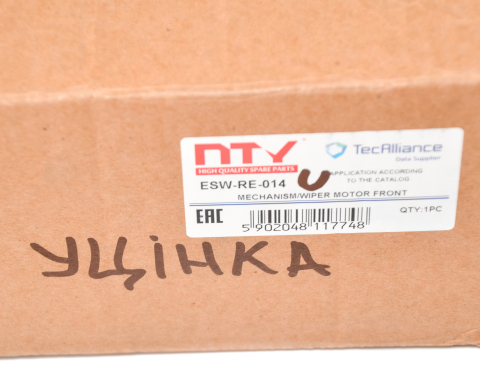 NTY
HIGH QUALITY SPARE PARTS
TecAlliance
Data Supplier
ESW-RE-014 U
APPLICATION ACCORDING
TO THE CATALOG
MECHANISM/WIPER MOTOR FRONT
EAC
QTY:1PC
5 902048 117748
УЦІНКА